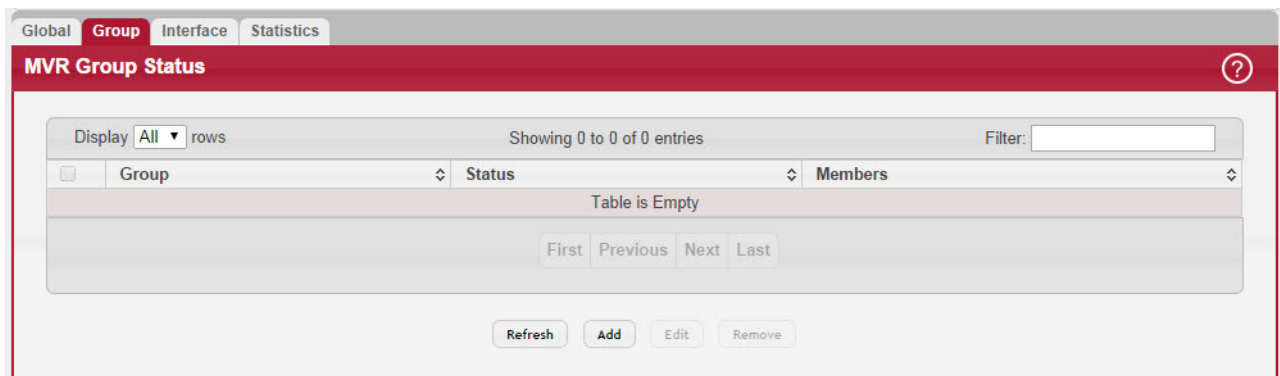 Global Group Interface Statistics
MVR Group Status ?
Display All rows Showing 0 to 0 of 0 entries Filter:
Group Status Members
Table is Empty
First Previous Next Last
Refresh Add Edit Remove